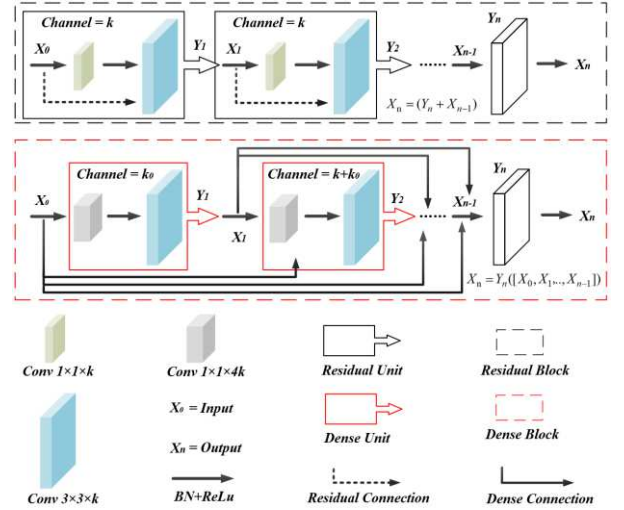 Channel = k
Channel = k
X₀
Y₁
X₁
Y₂
......
Xₙ₋₁
Yₙ
Xₙ
Xₙ = (Yₙ + Xₙ₋₁)
Channel = k₀
Channel = k+k₀
X₀
Y₁
X₁
Y₂
......
Xₙ₋₁
Yₙ
Xₙ
Xₙ = Yₙ([X₀, X₁,.., Xₙ₋₁])
Conv 1×1×k
Conv 1×1×4k
Residual Unit
Residual Block
X₀ = Input
Xₙ = Output
Dense Unit
Dense Block
Conv 3×3×k
BN+ReLu
Residual Connection
Dense Connection